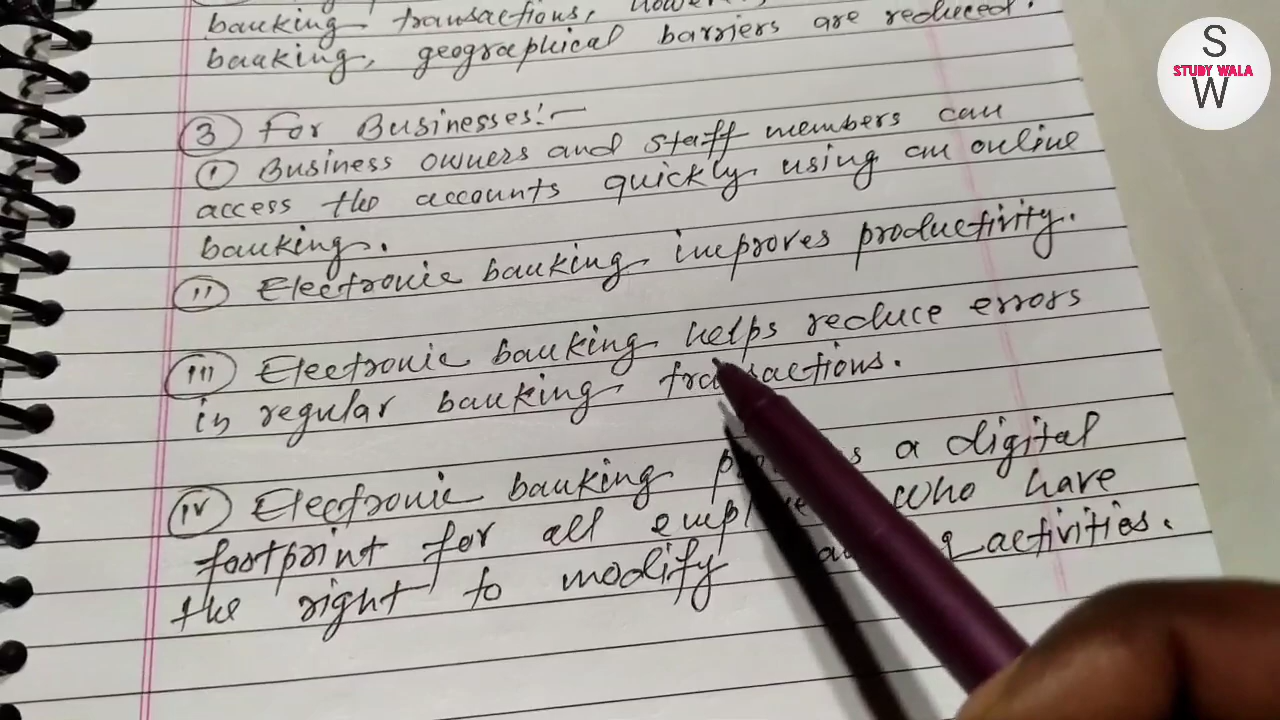 banking transactions,
banking, geographical barriers are reduced.
③ For Businesses:-
① Business owners and staff members can
access the accounts quickly using an online
banking.
(ii) Electronic banking improves productivity.
(iii) Electronic banking helps reduce errors
in regular banking transactions.
(iv) Electronic banking a digital
footprint for all who have
the right to modify activities.
S
STUDY WALA
W